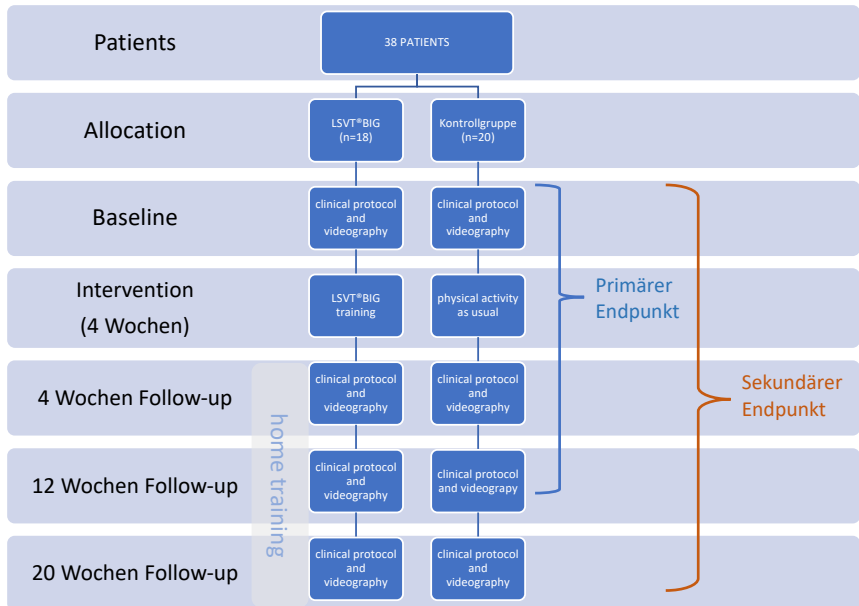 Patients
38 PATIENTS
Allocation
LSVT®BIG
(n=18)
Kontrollgruppe
(n=20)
Baseline
clinical protocol
and
videography
clinical protocol
and
videography
Intervention
(4 Wochen)
LSVT®BIG
training
physical activity
as usual
Primärer
Endpunkt
4 Wochen Follow-up
clinical protocol
and
videography
clinical protocol
and
videography
Sekundärer
Endpunkt
home training
12 Wochen Follow-up
clinical protocol
and
videography
clinical protocol
and videograpy
20 Wochen Follow-up
clinical protocol
and
videography
clinical protocol
and
videography